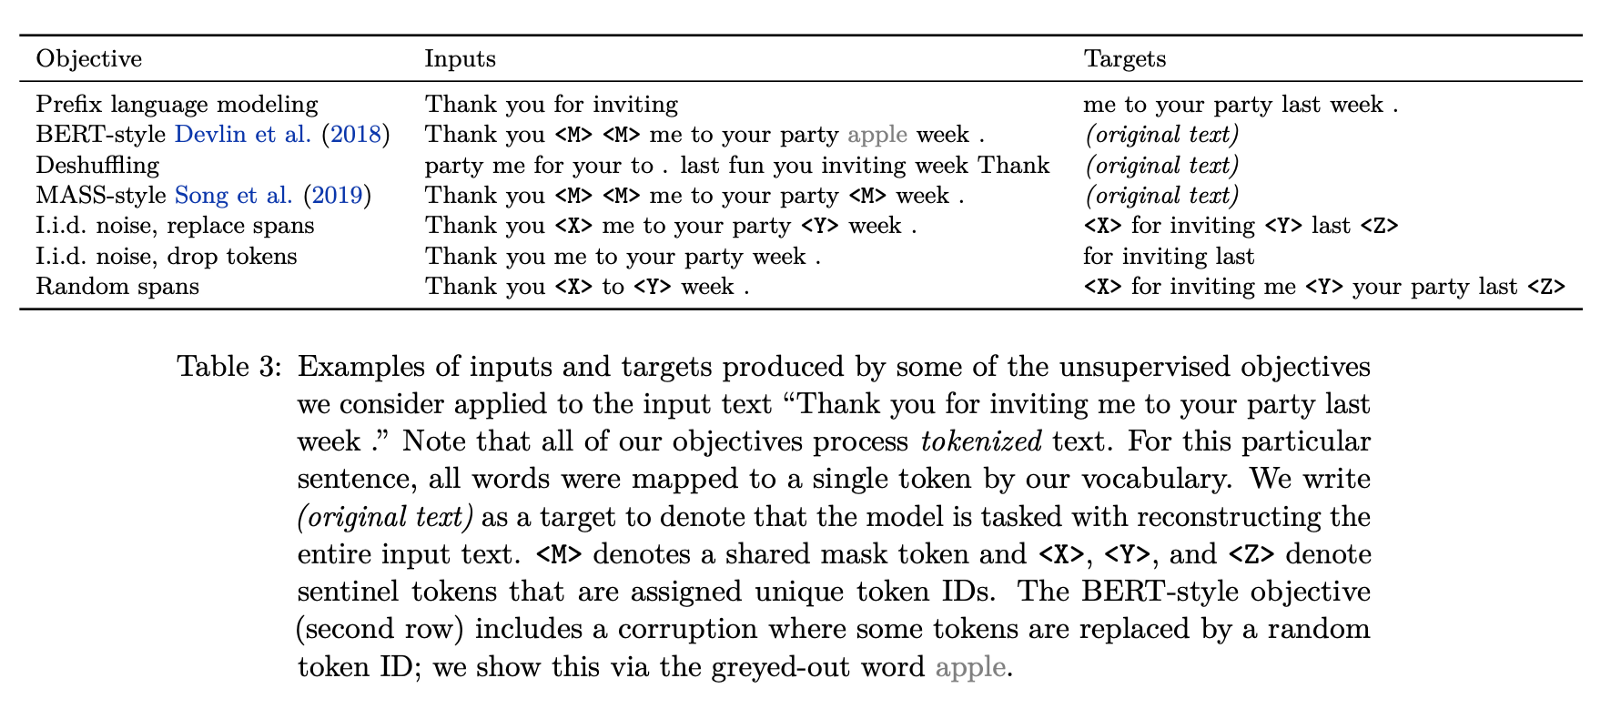 Objective Inputs Targets
Prefix language modeling Thank you for inviting me to your party last week .
BERT-style Devlin et al. (2018) Thank you <M> <M> me to your party apple week . (original text)
Deshuffling party me for your to . last fun you inviting week Thank (original text)
MASS-style Song et al. (2019) Thank you <M> <M> me to your party <M> week . (original text)
I.i.d. noise, replace spans Thank you <X> me to your party <Y> week . <X> for inviting <Y> last <Z>
I.i.d. noise, drop tokens Thank you me to your party week . for inviting last
Random spans Thank you <X> to <Y> week . <X> for inviting me <Y> your party last <Z>
Table 3: Examples of inputs and targets produced by some of the unsupervised objectives
we consider applied to the input text “Thank you for inviting me to your party last
week .” Note that all of our objectives process tokenized text. For this particular
sentence, all words were mapped to a single token by our vocabulary. We write
(original text) as a target to denote that the model is tasked with reconstructing the
entire input text. <M> denotes a shared mask token and <X>, <Y>, and <Z> denote
sentinel tokens that are assigned unique token IDs. The BERT-style objective
(second row) includes a corruption where some tokens are replaced by a random
token ID; we show this via the greyed-out word apple.